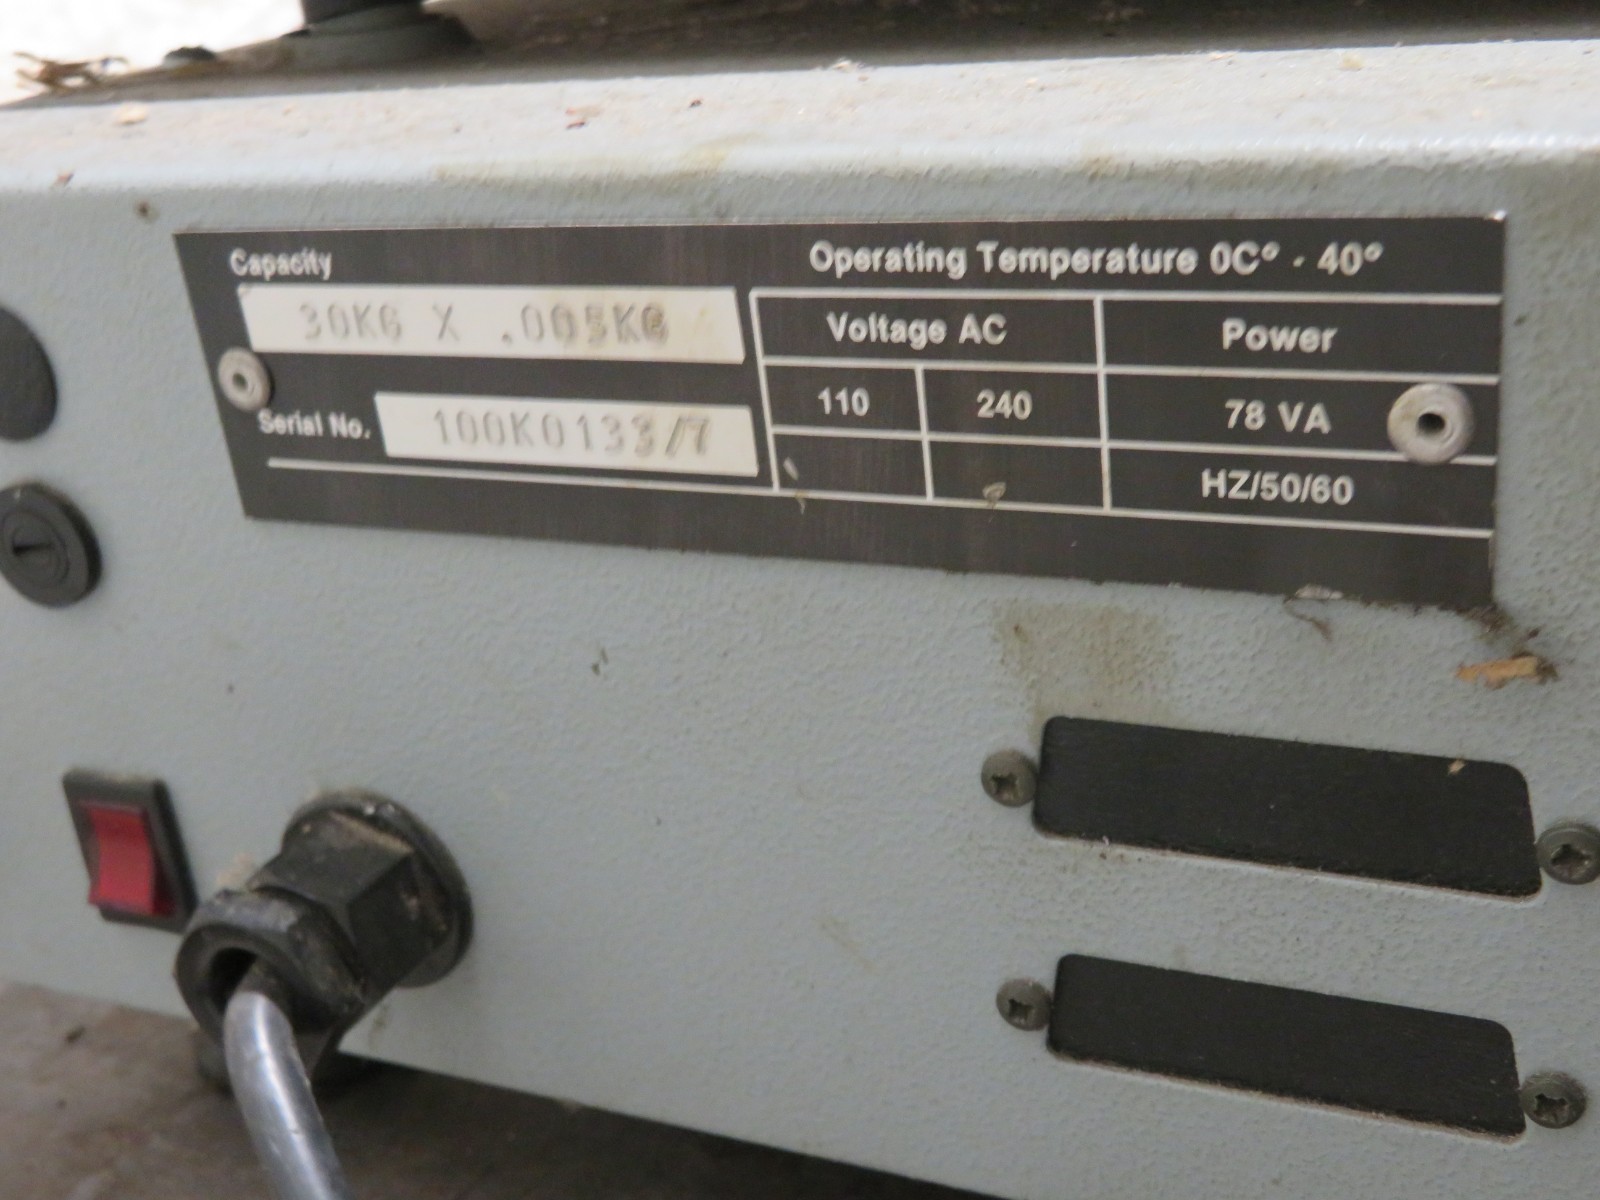 Capacity
30KG X .005KG
Serial No. 100K0133/7
Operating Temperature 0C° - 40°
Voltage AC Power
110 240 78 VA
HZ/50/60